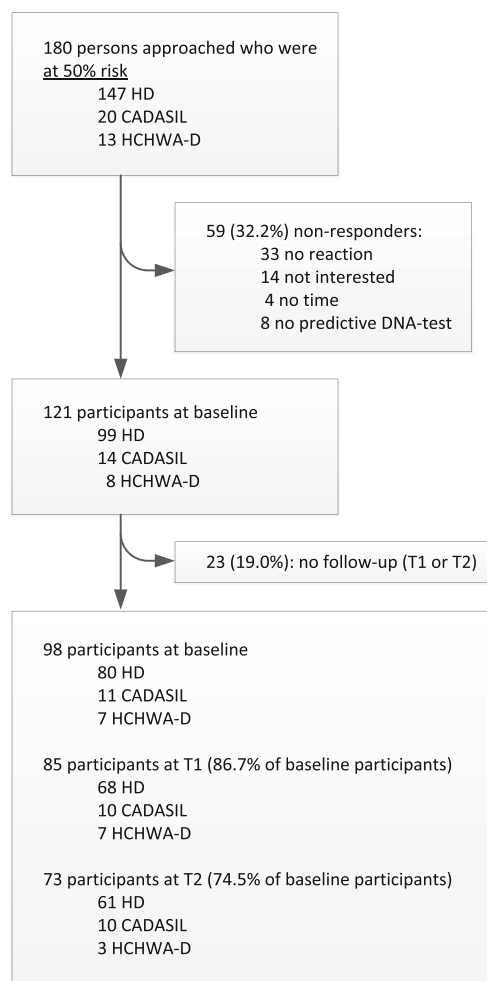 180 persons approached who were
at 50% risk
147 HD
20 CADASIL
13 HCHWA-D
59 (32.2%) non-responders:
33 no reaction
14 not interested
4 no time
8 no predictive DNA-test
121 participants at baseline
99 HD
14 CADASIL
8 HCHWA-D
23 (19.0%): no follow-up (T1 or T2)
98 participants at baseline
80 HD
11 CADASIL
7 HCHWA-D
85 participants at T1 (86.7% of baseline participants)
68 HD
10 CADASIL
7 HCHWA-D
73 participants at T2 (74.5% of baseline participants)
61 HD
10 CADASIL
3 HCHWA-D